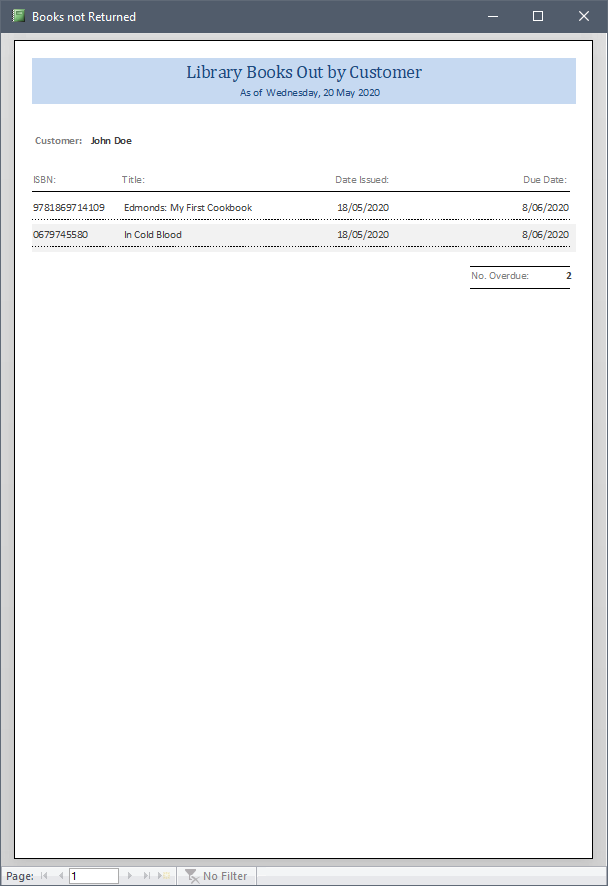 Books not Returned
Library Books Out by Customer
As of Wednesday, 20 May 2020
Customer: John Doe
ISBN: Title: Date Issued: Due Date:
9781869714109 Edmonds: My First Cookbook 18/05/2020 8/06/2020
0679745580 In Cold Blood 18/05/2020 8/06/2020
No. Overdue: 2
Page: 1 No Filter